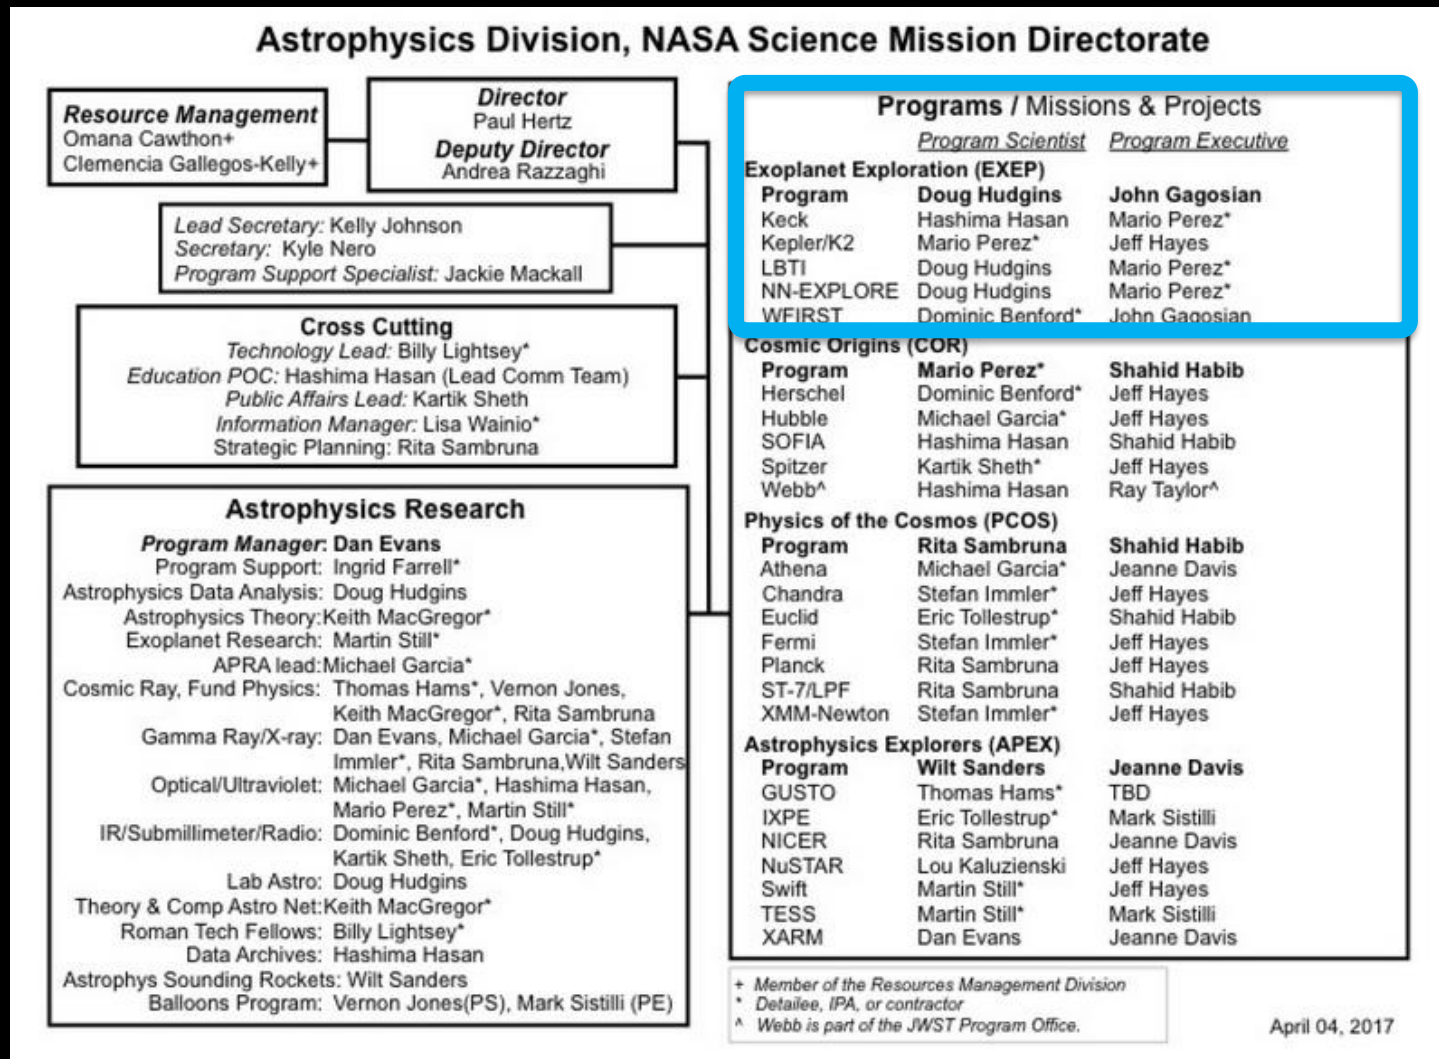 Astrophysics Division, NASA Science Mission Directorate
Resource Management
Omana Cawthon+
Clemencia Gallegos-Kelly+
Director
Paul Hertz
Deputy Director
Andrea Razzaghi
Lead Secretary: Kelly Johnson
Secretary: Kyle Nero
Program Support Specialist: Jackie Mackall
Cross Cutting
Technology Lead: Billy Lightsey*
Education POC: Hashima Hasan (Lead Comm Team)
Public Affairs Lead: Kartik Sheth
Information Manager: Lisa Wainio*
Strategic Planning: Rita Sambruna
Astrophysics Research
Program Manager: Dan Evans
Program Support: Ingrid Farrell*
Astrophysics Data Analysis: Doug Hudgins
Astrophysics Theory:Keith MacGregor*
Exoplanet Research: Martin Still*
APRA lead:Michael Garcia*
Cosmic Ray, Fund Physics: Thomas Hams*, Vernon Jones,
Keith MacGregor*, Rita Sambruna
Gamma Ray/X-ray: Dan Evans, Michael Garcia*, Stefan
Immler*, Rita Sambruna,Wilt Sanders
Optical/Ultraviolet: Michael Garcia*, Hashima Hasan,
Mario Perez*, Martin Still*
IR/Submillimeter/Radio: Dominic Benford*, Doug Hudgins,
Kartik Sheth, Eric Tollestrup*
Lab Astro: Doug Hudgins
Theory & Comp Astro Net:Keith MacGregor*
Roman Tech Fellows: Billy Lightsey*
Data Archives: Hashima Hasan
Astrophys Sounding Rockets: Wilt Sanders
Balloons Program: Vernon Jones(PS), Mark Sistilli (PE)
Programs / Missions & Projects
Program Scientist Program Executive
Exoplanet Exploration (EXEP)
Program Doug Hudgins John Gagosian
Keck Hashima Hasan Mario Perez*
Kepler/K2 Mario Perez* Jeff Hayes
LBTI Doug Hudgins Mario Perez*
NN-EXPLORE Doug Hudgins Mario Perez*
WFIRST Dominic Benford* John Gagosian
Cosmic Origins (COR)
Program Mario Perez* Shahid Habib
Herschel Dominic Benford* Jeff Hayes
Hubble Michael Garcia* Jeff Hayes
SOFIA Hashima Hasan Shahid Habib
Spitzer Kartik Sheth* Jeff Hayes
Webb^ Hashima Hasan Ray Taylor^
Physics of the Cosmos (PCOS)
Program Rita Sambruna Shahid Habib
Athena Michael Garcia* Jeanne Davis
Chandra Stefan Immler* Jeff Hayes
Euclid Eric Tollestrup* Shahid Habib
Fermi Stefan Immler* Jeff Hayes
Planck Rita Sambruna Jeff Hayes
ST-7/LPF Rita Sambruna Shahid Habib
XMM-Newton Stefan Immler* Jeff Hayes
Astrophysics Explorers (APEX)
Program Wilt Sanders Jeanne Davis
GUSTO Thomas Hams* TBD
IXPE Eric Tollestrup* Mark Sistilli
NICER Rita Sambruna Jeanne Davis
NuSTAR Lou Kaluzienski Jeff Hayes
Swift Martin Still* Jeff Hayes
TESS Martin Still* Mark Sistilli
XARM Dan Evans Jeanne Davis
+ Member of the Resources Management Division
* Detailee, IPA, or contractor
^ Webb is part of the JWST Program Office.
April 04, 2017